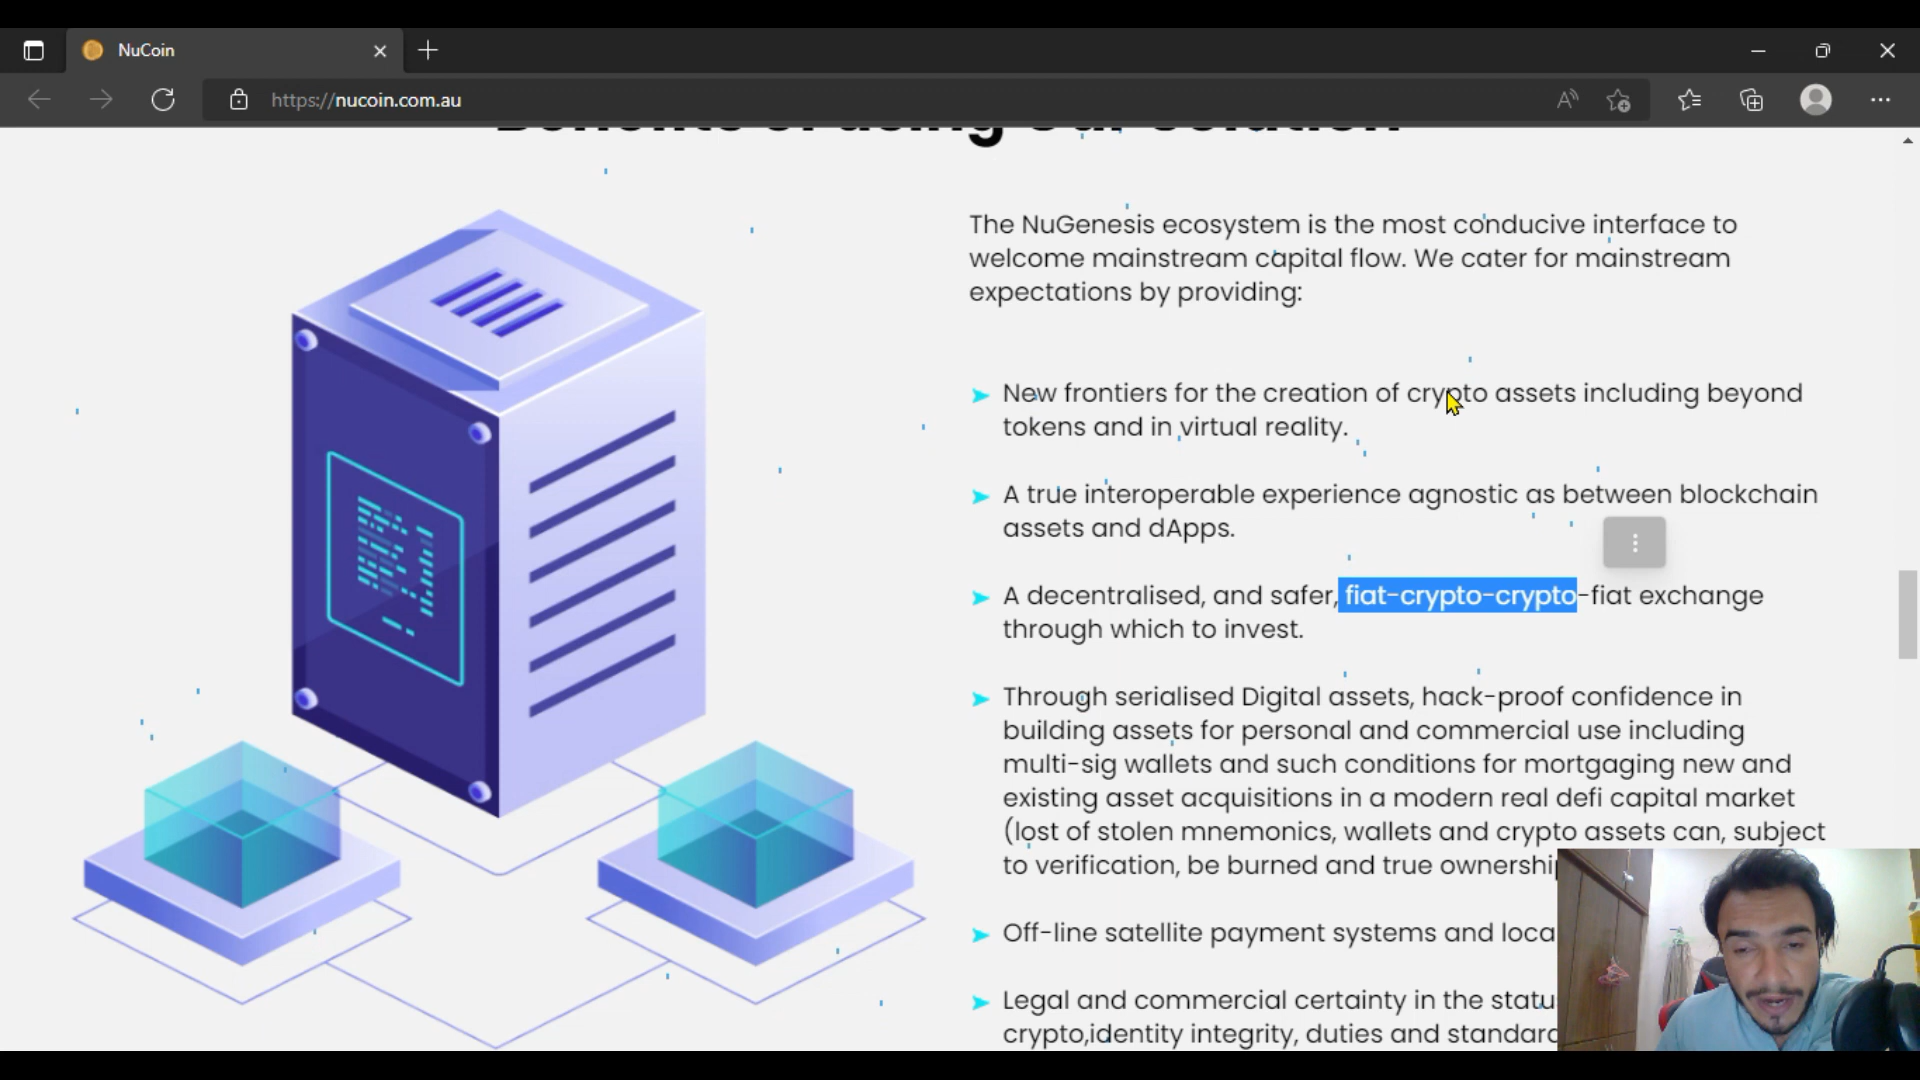 NuCoin
https://nucoin.com.au
Benefits of using Our solution
The NuGenesis ecosystem is the most conducive interface to
welcome mainstream capital flow. We cater for mainstream
expectations by providing:
New frontiers for the creation of crypto assets including beyond
tokens and in virtual reality.
A true interoperable experience agnostic as between blockchain
assets and dApps.
A decentralised, and safer, fiat-crypto-crypto-fiat exchange
through which to invest.
Through serialised Digital assets, hack-proof confidence in
building assets for personal and commercial use including
multi-sig wallets and such conditions for mortgaging new and
existing asset acquisitions in a modern real defi capital market
(lost of stolen mnemonics, wallets and crypto assets can, subject
to verification, be burned and true ownership
Off-line satellite payment systems and loca
Legal and commercial certainty in the statu
crypto,identity integrity, duties and standard